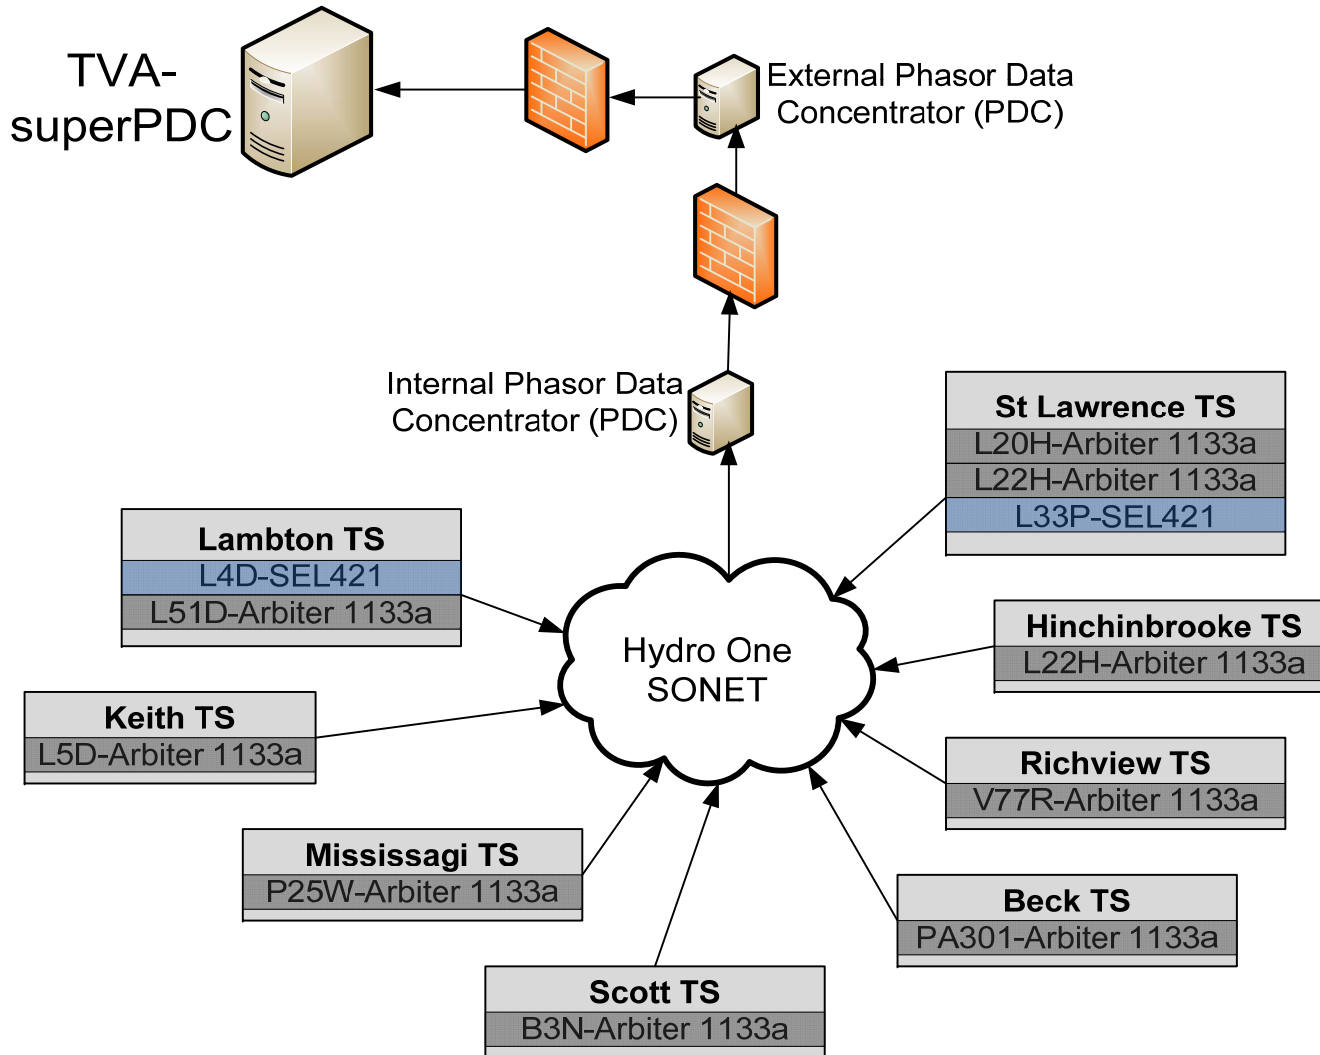 TVA-
superPDC
External Phasor Data
Concentrator (PDC)
Internal Phasor Data
Concentrator (PDC)
St Lawrence TS
L20H-Arbiter 1133a
L22H-Arbiter 1133a
L33P-SEL421
Lambton TS
L4D-SEL421
L51D-Arbiter 1133a
Hydro One
SONET
Hinchinbrooke TS
L22H-Arbiter 1133a
Keith TS
L5D-Arbiter 1133a
Richview TS
V77R-Arbiter 1133a
Mississagi TS
P25W-Arbiter 1133a
Beck TS
PA301-Arbiter 1133a
Scott TS
B3N-Arbiter 1133a